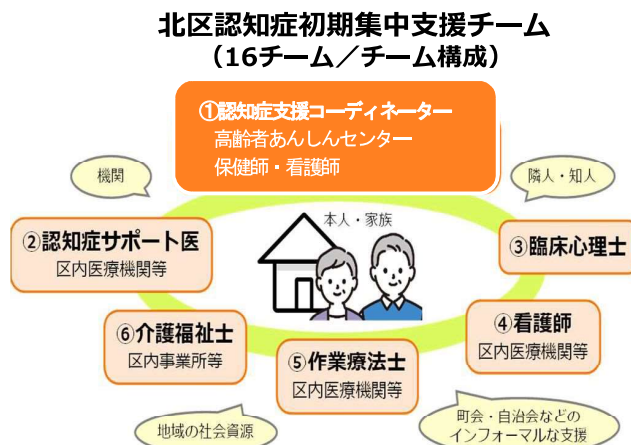 北区認知症初期集中支援チーム
（16チーム／チーム構成）
①認知症支援コーディネーター
高齢者あんしんセンター
保健師・看護師
機関
隣人・知人
本人・家族
②認知症サポート医
区内医療機関等
③臨床心理士
⑥介護福祉士
区内事業所等
⑤作業療法士
区内医療機関等
④看護師
区内医療機関等
地域の社会資源
町会・自治会などの
インフォーマルな支援